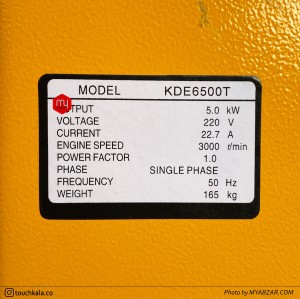 MODEL KDE6500T
my
TPUT 5.0 kW
VOLTAGE 220 V
CURRENT 22.7 A
ENGINE SPEED 3000 r/min
POWER FACTOR 1.0
PHASE SINGLE PHASE
FREQUENCY 50 Hz
WEIGHT 165 kg
touchkala.co
Photo by MYABZAR.COM